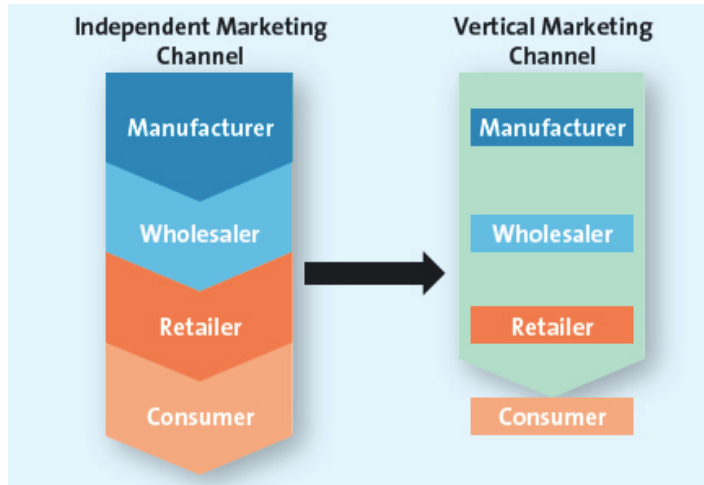 Independent Marketing
Channel
Manufacturer
Wholesaler
Retailer
Consumer
Vertical Marketing
Channel
Manufacturer
Wholesaler
Retailer
Consumer